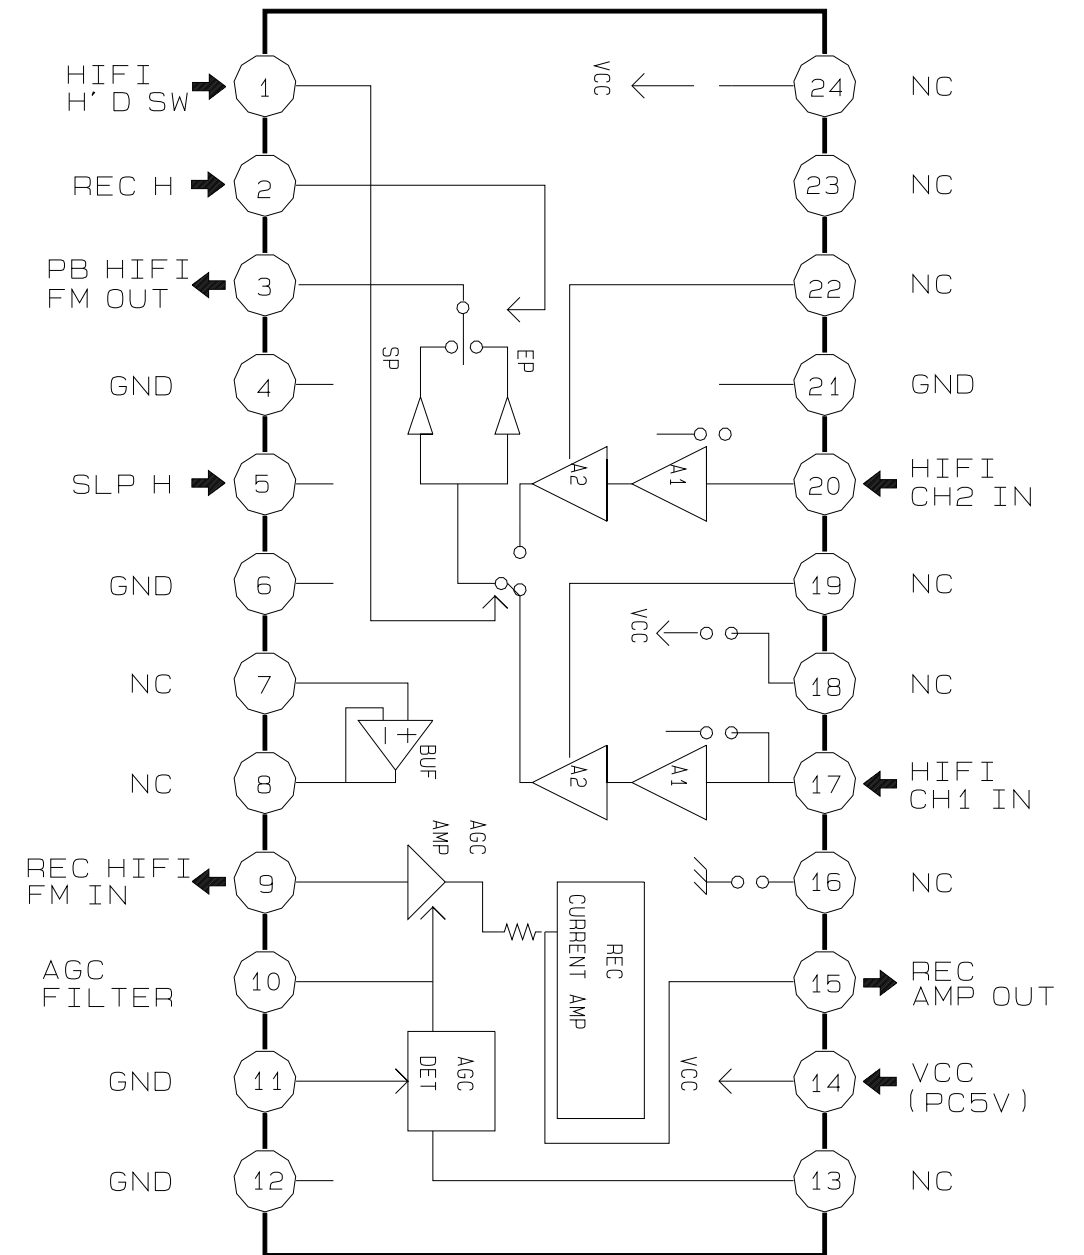 HIFI
H'D SW
1
REC H
2
PB HIFI
FM OUT
3
GND
4
SLP H
5
GND
6
NC
7
NC
8
REC HIFI
FM IN
9
AGC
FILTER
10
GND
11
GND
12
VCC
SP
EP
A2
A1
VCC
A2
A1
- +
BUF
AGC
AMP
REC
CURRENT AMP
AGC
DET
VCC
24
NC
23
NC
22
NC
21
GND
20
HIFI
CH2 IN
19
NC
18
NC
17
HIFI
CH1 IN
16
NC
15
REC
AMP OUT
14
VCC
(PC5V)
13
NC